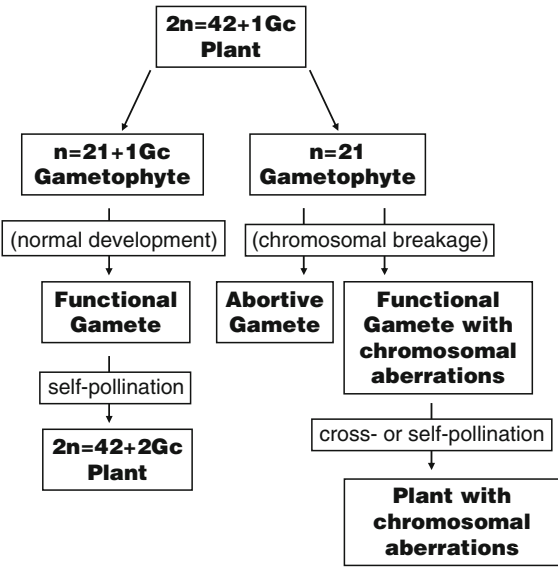 2n=42+1Gc
Plant
n=21+1Gc
Gametophyte
n=21
Gametophyte
(normal development)
(chromosomal breakage)
Functional
Gamete
Abortive
Gamete
Functional
Gamete with
chromosomal
aberrations
self-pollination
cross- or self-pollination
2n=42+2Gc
Plant
Plant with
chromosomal
aberrations